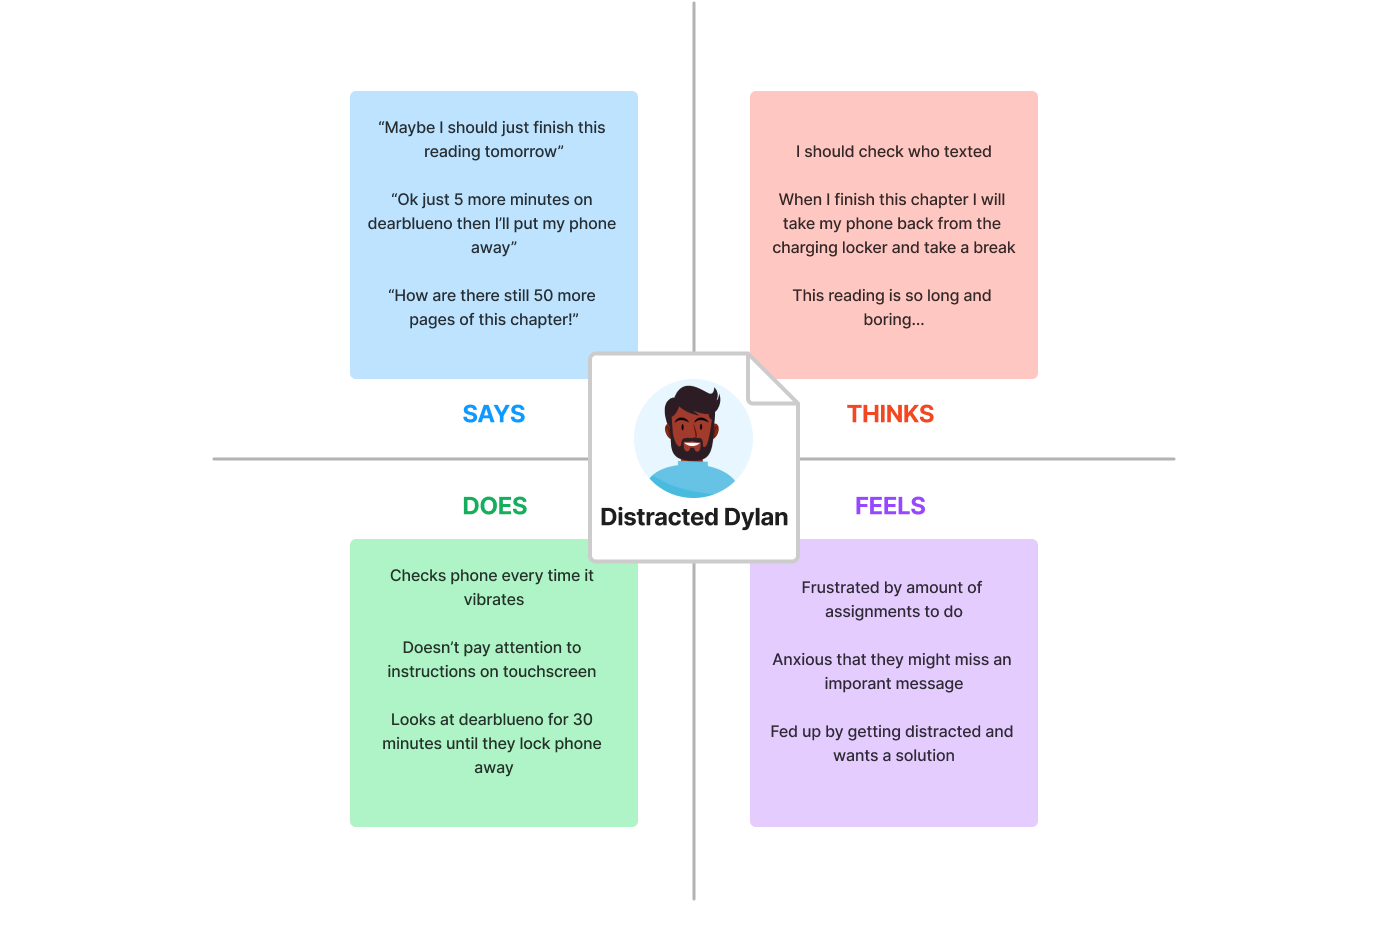 “Maybe I should just finish this
reading tomorrow”
“Ok just 5 more minutes on
dearblueno then I’ll put my phone
away”
“How are there still 50 more
pages of this chapter!”
SAYS
I should check who texted
When I finish this chapter I will
take my phone back from the
charging locker and take a break
This reading is so long and
boring...
THINKS
Distracted Dylan
DOES
Checks phone every time it
vibrates
Doesn’t pay attention to
instructions on touchscreen
Looks at dearblueno for 30
minutes until they lock phone
away
FEELS
Frustrated by amount of
assignments to do
Anxious that they might miss an
imporant message
Fed up by getting distracted and
wants a solution